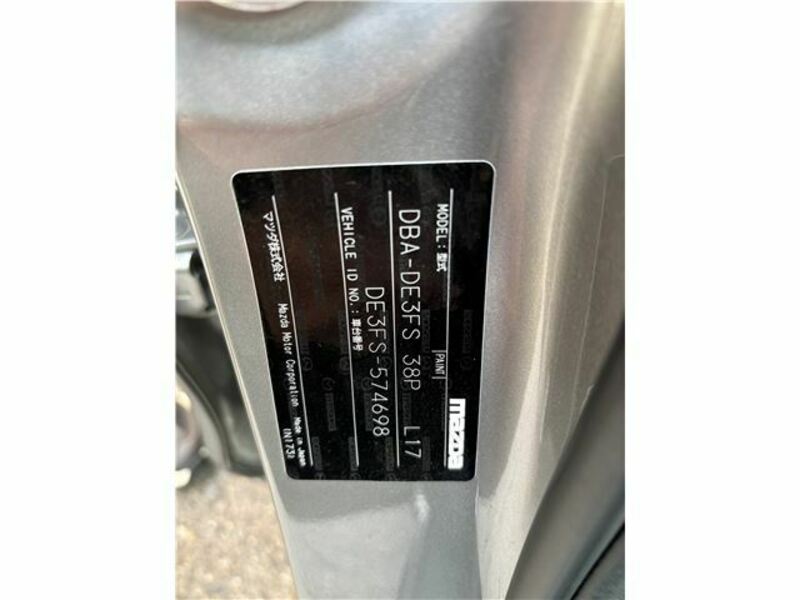 mazda
MODEL:型式 PAINT
DBA-DE3FS 38P L17
VEHICLE ID NO.:車台番号
DE3FS-574698
マツダ株式会社 Mazda Motor Corporation Made in Japan
(N173)